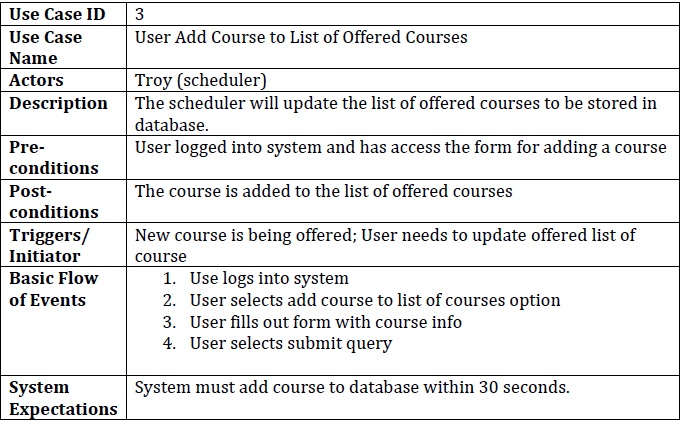 Use Case ID 3
Use Case User Add Course to List of Offered Courses
Name
Actors Troy (scheduler)
Description The scheduler will update the list of offered courses to be stored in
database.
Pre- User logged into system and has access the form for adding a course
conditions
Post- The course is added to the list of offered courses
conditions
Triggers/ New course is being offered; User needs to update offered list of
Initiator course
Basic Flow 1. Use logs into system
of Events 2. User selects add course to list of courses option
3. User fills out form with course info
4. User selects submit query
System System must add course to database within 30 seconds.
Expectations